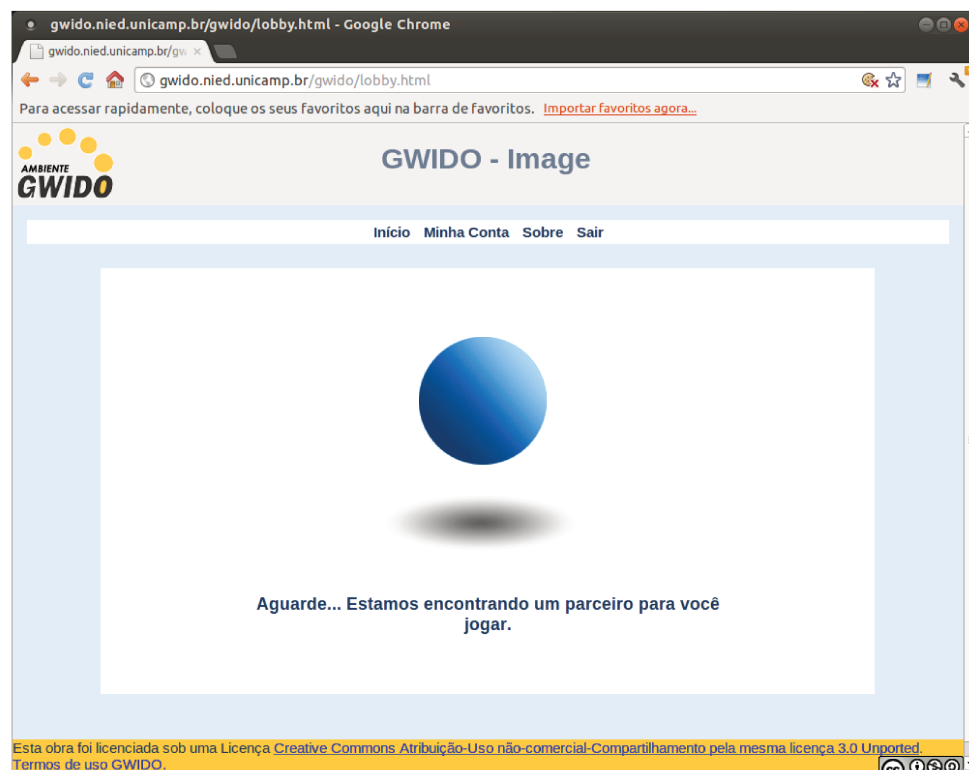 gwido.nied.unicamp.br/gwido/lobby.html - Google Chrome
gwido.nied.unicamp.br/gw
gwido.nied.unicamp.br/gwido/lobby.html
Para acessar rapidamente, coloque os seus favoritos aqui na barra de favoritos. Importar favoritos agora...
AMBIENTE
GWIDO
GWIDO - Image
Início Minha Conta Sobre Sair
Aguarde... Estamos encontrando um parceiro para você
jogar.
Esta obra foi licenciada sob uma Licença Creative Commons Atribuição-Uso não-comercial-Compartilhamento pela mesma licença 3.0 Unported.
Termos de uso GWIDO.